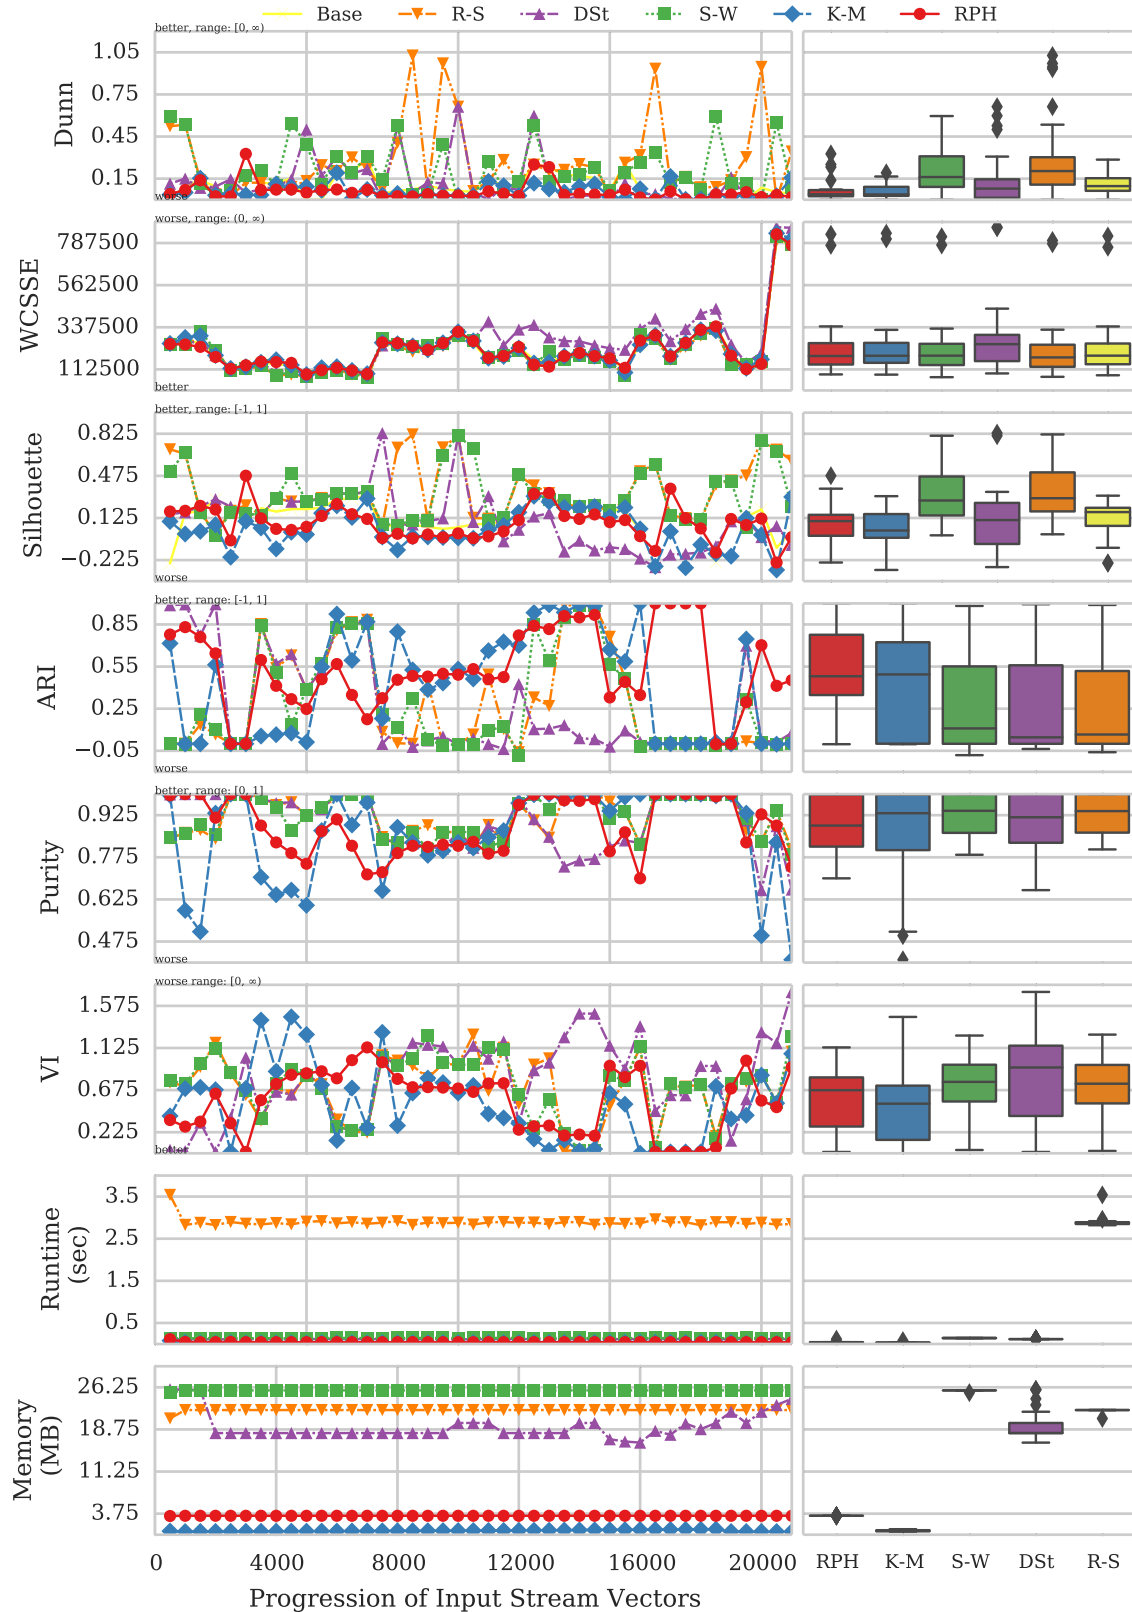 Base R-S DSt S-W K-M RPH
better, range: [0, ∞)
1.05
0.75
0.45
0.15
Dunn
worse
worse, range: (0, ∞)
787500
562500
337500
112500
WCSSE
better
better, range: [-1, 1]
0.825
0.475
0.125
−0.225
Silhouette
worse
better, range: [-1, 1]
0.85
0.55
0.25
−0.05
ARI
worse
better, range: [0, 1]
0.925
0.775
0.625
0.475
Purity
worse
worse range: [0, ∞)
1.575
1.125
0.675
0.225
VI
better
3.5
2.5
1.5
0.5
Runtime
(sec)
26.25
18.75
11.25
3.75
Memory
(MB)
0 4000 8000 12000 16000 20000
RPH K-M S-W DSt R-S
Progression of Input Stream Vectors